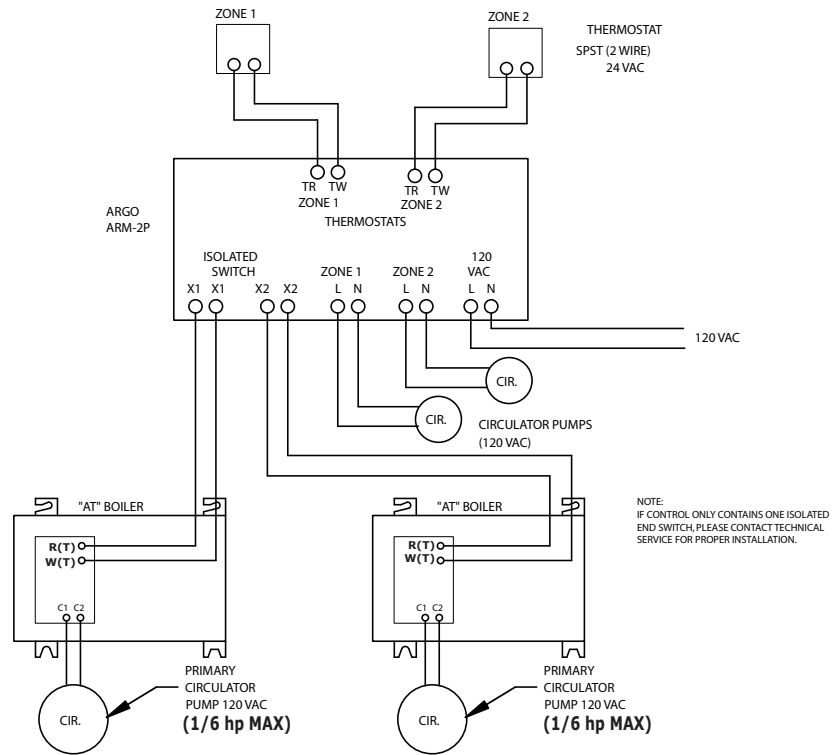 ZONE 1
ZONE 2
THERMOSTAT
SPST (2 WIRE)
24 VAC
TR TW
ZONE 1
TR TW
ZONE 2
THERMOSTATS
ARGO
ARM-2P
ISOLATED
SWITCH
ZONE 1
ZONE 2
120
VAC
X1 X1 X2 X2 L N L N L N
120 VAC
CIR.
CIR.
CIRCULATOR PUMPS
(120 VAC)
"AT" BOILER
R(T)
W(T)
C1 C2
CIR.
PRIMARY
CIRCULATOR
PUMP 120 VAC
(1/6 hp MAX)
"AT" BOILER
R(T)
W(T)
C1 C2
CIR.
PRIMARY
CIRCULATOR
PUMP 120 VAC
(1/6 hp MAX)
NOTE:
IF CONTROL ONLY CONTAINS ONE ISOLATED
END SWITCH, PLEASE CONTACT TECHNICAL
SERVICE FOR PROPER INSTALLATION.